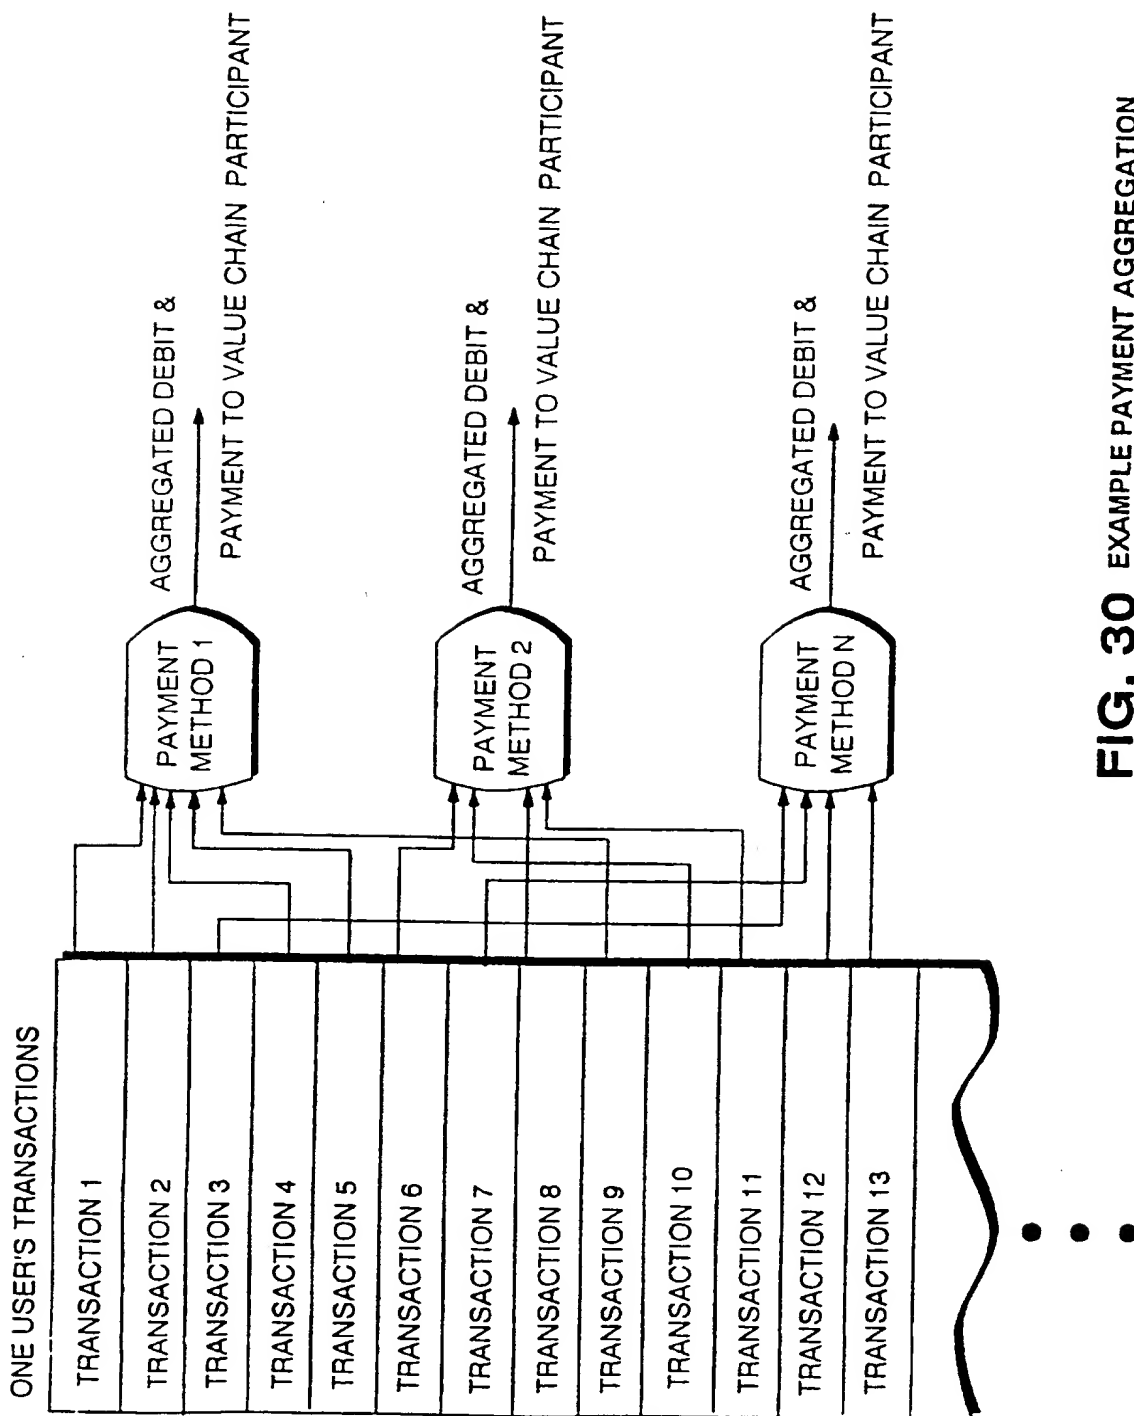 ONE USER'S TRANSACTIONS
TRANSACTION 1
TRANSACTION 2
TRANSACTION 3
TRANSACTION 4
TRANSACTION 5
TRANSACTION 6
TRANSACTION 7
TRANSACTION 8
TRANSACTION 9
TRANSACTION 10
TRANSACTION 11
TRANSACTION 12
TRANSACTION 13
PAYMENT
METHOD 1
AGGREGATED DEBIT &
PAYMENT TO VALUE CHAIN PARTICIPANT
PAYMENT
METHOD 2
AGGREGATED DEBIT &
PAYMENT TO VALUE CHAIN PARTICIPANT
PAYMENT
METHOD N
AGGREGATED DEBIT &
PAYMENT TO VALUE CHAIN PARTICIPANT
FIG. 30 EXAMPLE PAYMENT AGGREGATION